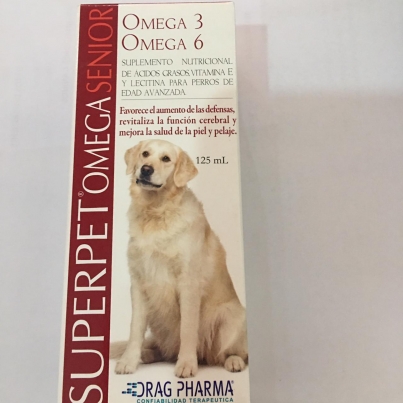 SUPERPET® OMEGA SENIOR
OMEGA 3
OMEGA 6
SUPLEMENTO NUTRICIONAL
DE ACIDOS GRASOS, VITAMINA E
Y LECITINA PARA PERROS DE
EDAD AVANZADA
Favorece el aumento de las defensas,
revitaliza la función cerebral y
mejora la salud de la piel y pelaje.
125 mL
DRAG PHARMA®
CONFIABILIDAD TERAPEUTICA